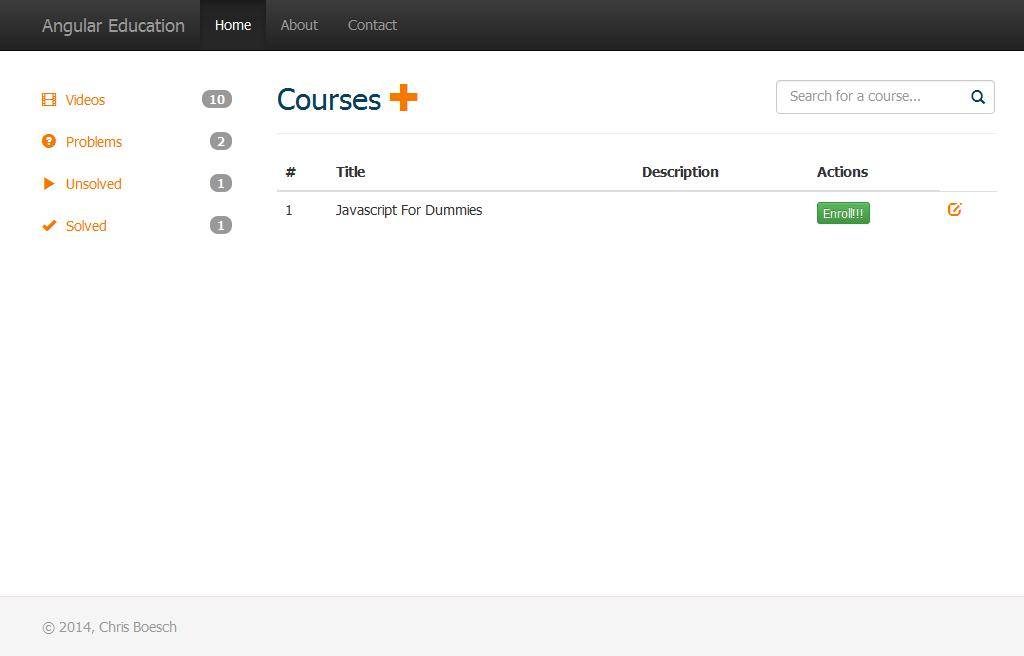 Angular Education Home About Contact
Videos 10
Problems 2
Unsolved 1
Solved 1
Courses
Search for a course...
# Title Description Actions
1 Javascript For Dummies Enroll!!!
© 2014, Chris Boesch